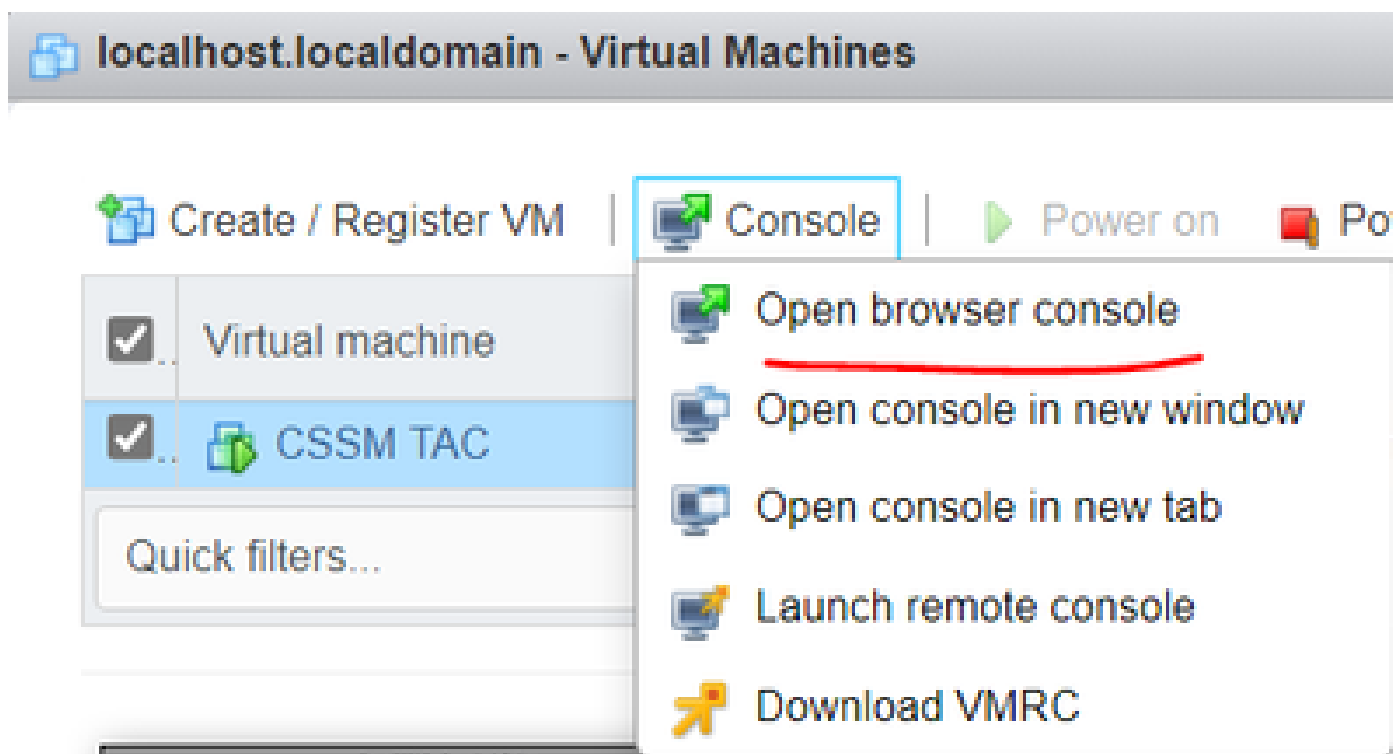 localhost.localdomain - Virtual Machines
Create / Register VM | Console | Power on
Virtual machine
CSSM TAC
Quick filters...
Open browser console
Open console in new window
Open console in new tab
Launch remote console
Download VMRC